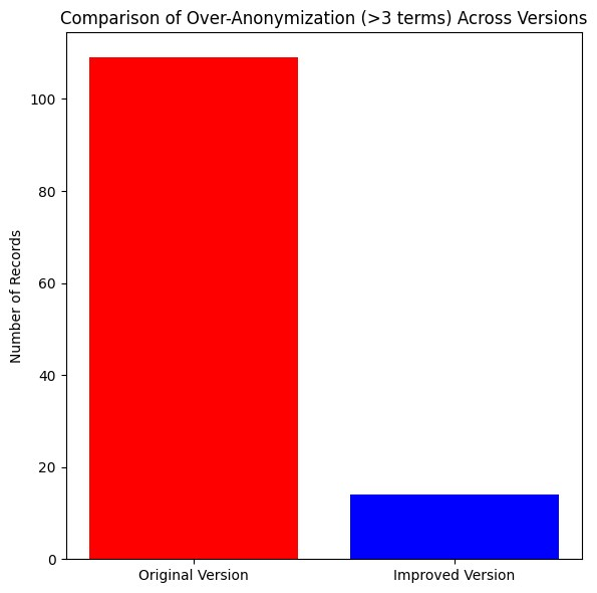 Comparison of Over-Anonymization (>3 terms) Across Versions
100
80
60
40
20
0
Number of Records
Original Version
Improved Version